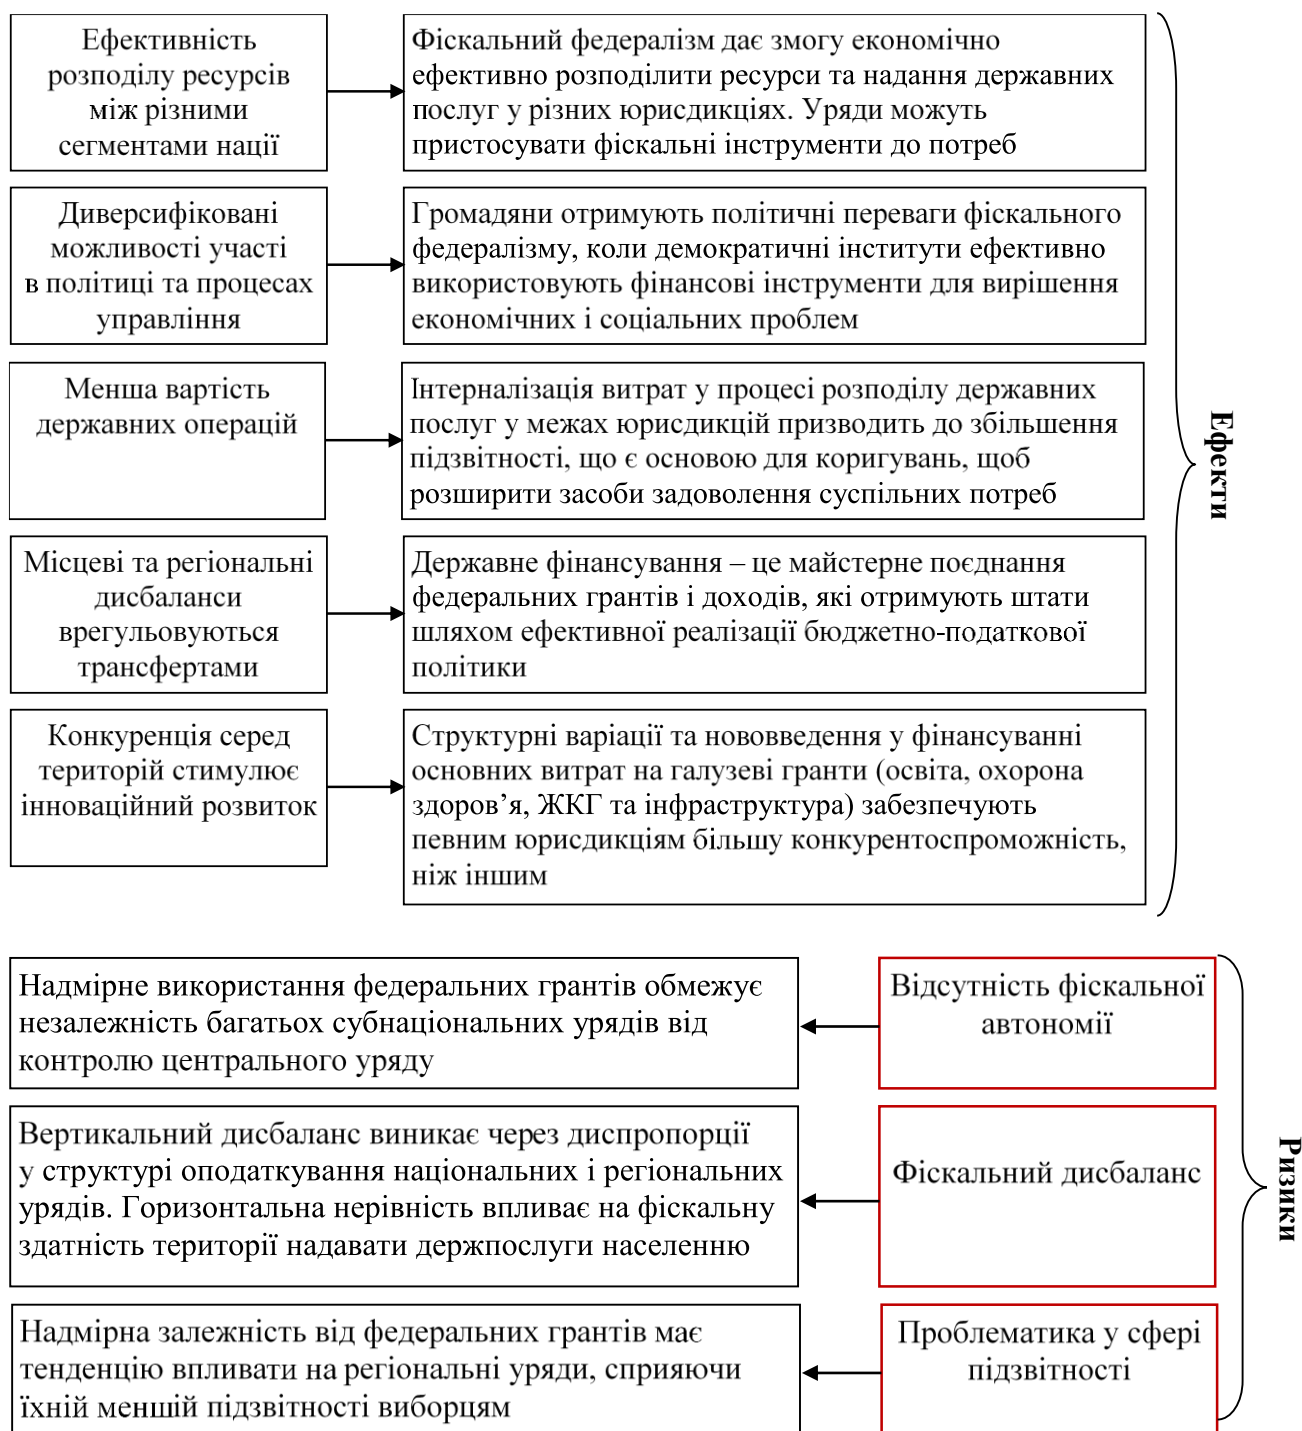 Ефективність
розподілу ресурсів
між різними
сегментами нації
Фіскальний федералізм дає змогу економічно
ефективно розподілити ресурси та надання державних
послуг у різних юрисдикціях. Уряди можуть
пристосувати фіскальні інструменти до потреб
Диверсифіковані
можливості участі
в політиці та процесах
управління
Громадяни отримують політичні переваги фіскального
федералізму, коли демократичні інститути ефективно
використовують фінансові інструменти для вирішення
економічних і соціальних проблем
Менша вартість
державних операцій
Інтерналізація витрат у процесі розподілу державних
послуг у межах юрисдикцій призводить до збільшення
підзвітності, що є основою для коригувань, щоб
розширити засоби задоволення суспільних потреб
Місцеві та регіональні
дисбаланси
врегульовуються
трансфертами
Державне фінансування – це майстерне поєднання
федеральних грантів і доходів, які отримують штати
шляхом ефективної реалізації бюджетно-податкової
політики
Конкуренція серед
територій стимулює
інноваційний розвиток
Структурні варіації та нововведення у фінансуванні
основних витрат на галузеві гранти (освіта, охорона
здоров’я, ЖКГ та інфраструктура) забезпечують
певним юрисдикціям більшу конкурентоспроможність,
ніж іншим
Ефекти
Надмірне використання федеральних грантів обмежує
незалежність багатьох субнаціональних урядів від
контролю центрального уряду
Відсутність фіскальної
автономії
Вертикальний дисбаланс виникає через диспропорції
у структурі оподаткування національних і регіональних
урядів. Горизонтальна нерівність впливає на фіскальну
здатність території надавати держпослуги населенню
Фіскальний дисбаланс
Надмірна залежність від федеральних грантів має
тенденцію впливати на регіональні уряди, сприяючи
їхній меншій підзвітності виборцям
Проблематика у сфері
підзвітності
Ризики